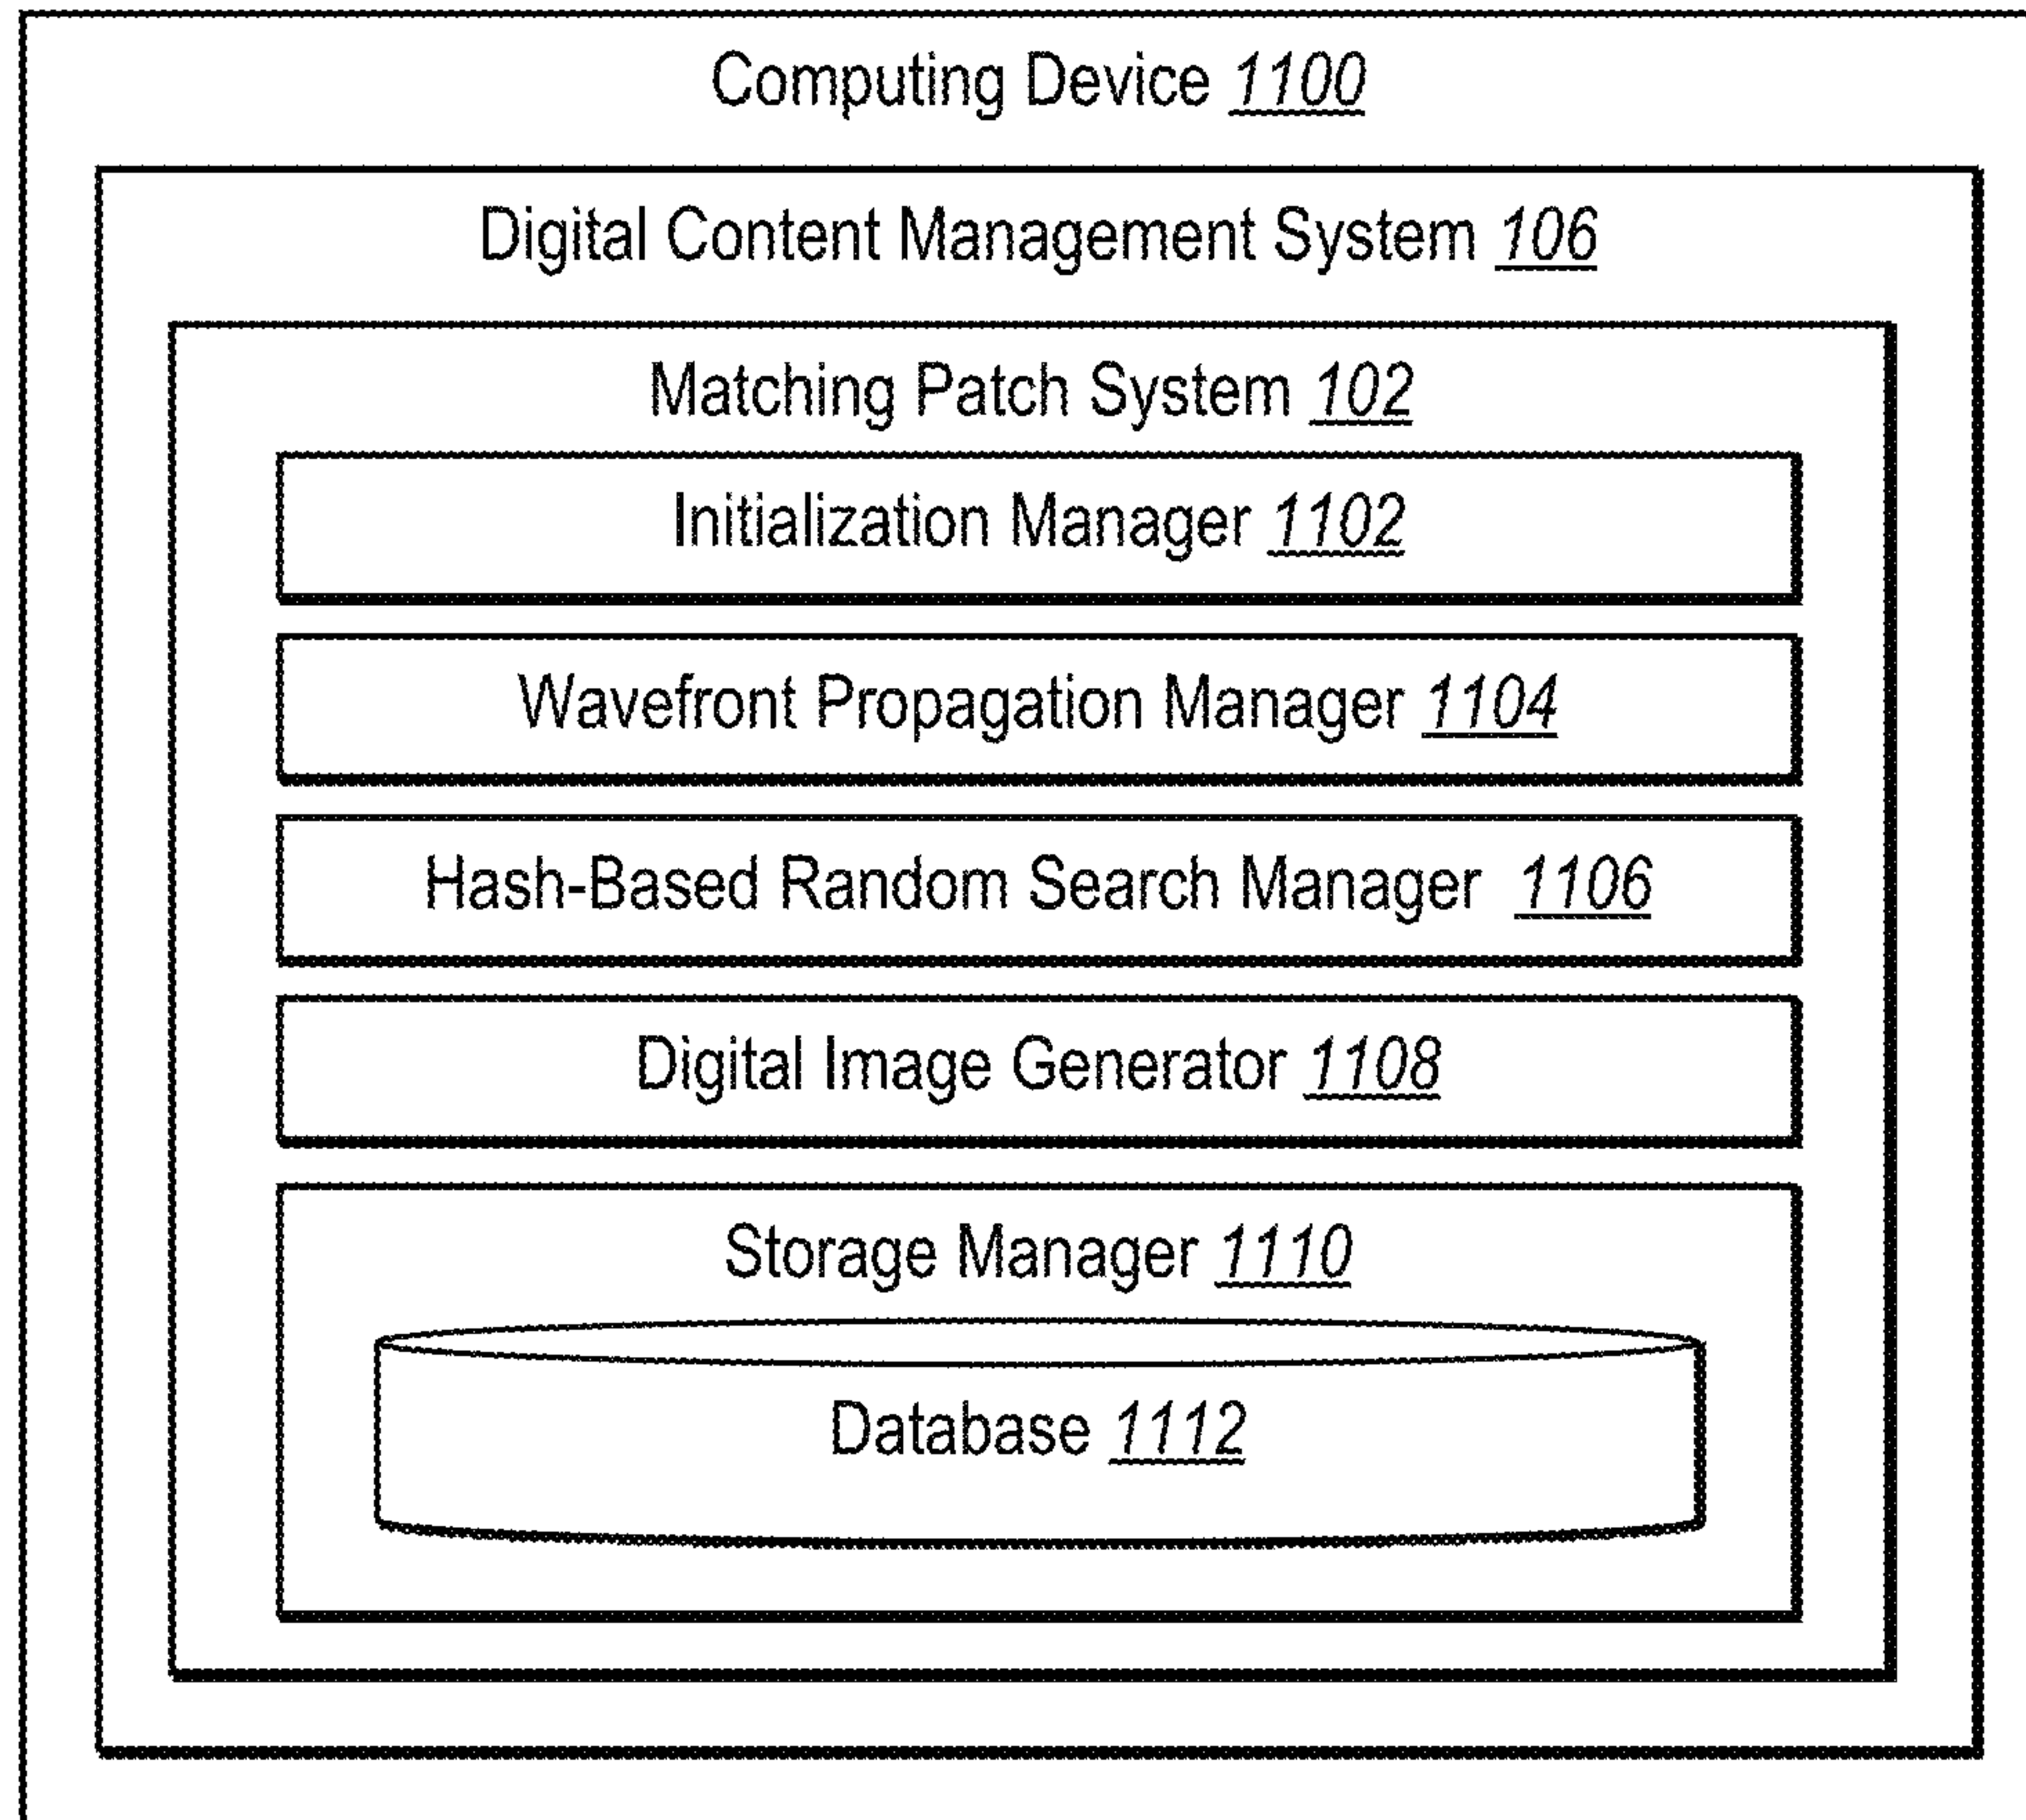 Computing Device 1100
Digital Content Management System 106
Matching Patch System 102
Initialization Manager 1102
Wavefront Propagation Manager 1104
Hash-Based Random Search Manager 1106
Digital Image Generator 1108
Storage Manager 1110
Database 1112